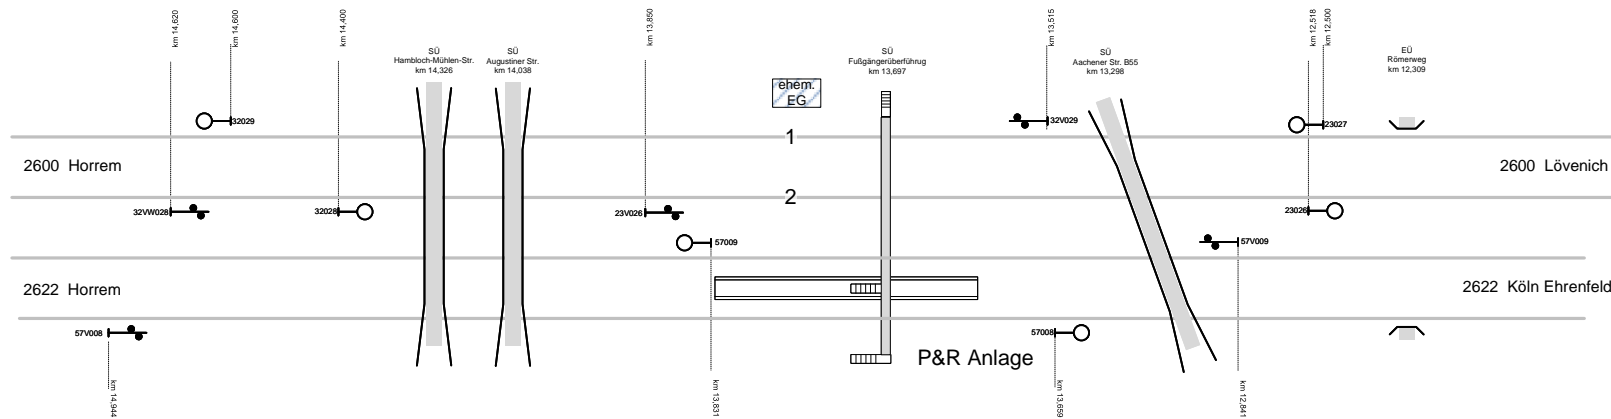 km 14,620
km 14,600
km 14,400
km 13,850
km 13,515
km 12,518
km 12,500
SÜ
Hambloch-Mühlen-Str.
km 14,326
SÜ
Augustiner Str.
km 14,038
SÜ
Fußgängerüberführung
km 13,697
SÜ
Aachener Str. B55
km 13,298
EÜ
Römerweg
km 12,309
ehem.
EG
32029
32V029
23027
1
2600 Horrem
2600 Lövenich
2
32VW028
32028
23V026
23026
57009
57V009
2622 Horrem
2622 Köln Ehrenfeld
57V008
57008
P&R Anlage
km 14,944
km 13,831
km 13,659
km 12,841